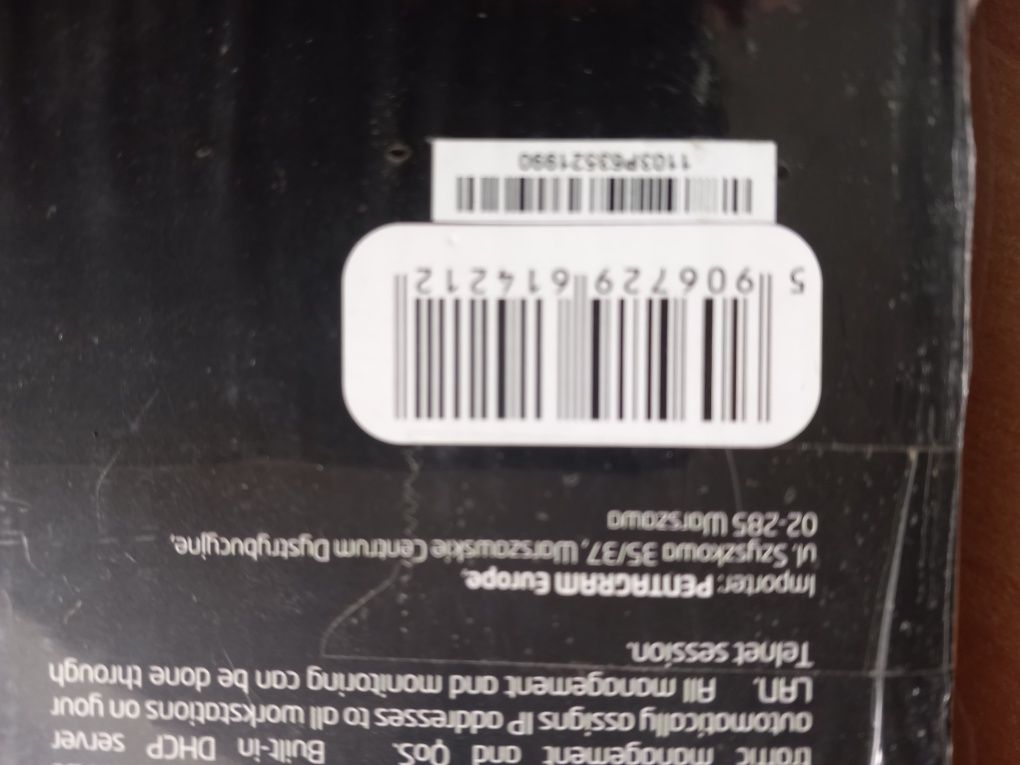 traffic management and QoS. Built-in DHCP server
automatically assigns IP addresses to all workstations on your
LAN. All management and monitoring can be done through
Telnet session.
Importer: PENTAGRAM Europe,
ul. Szyszkowa 35/37, Warszawskie Centrum Dystrybucyjne,
02-285 Warszawa
5 906729 614212
1103P63521990